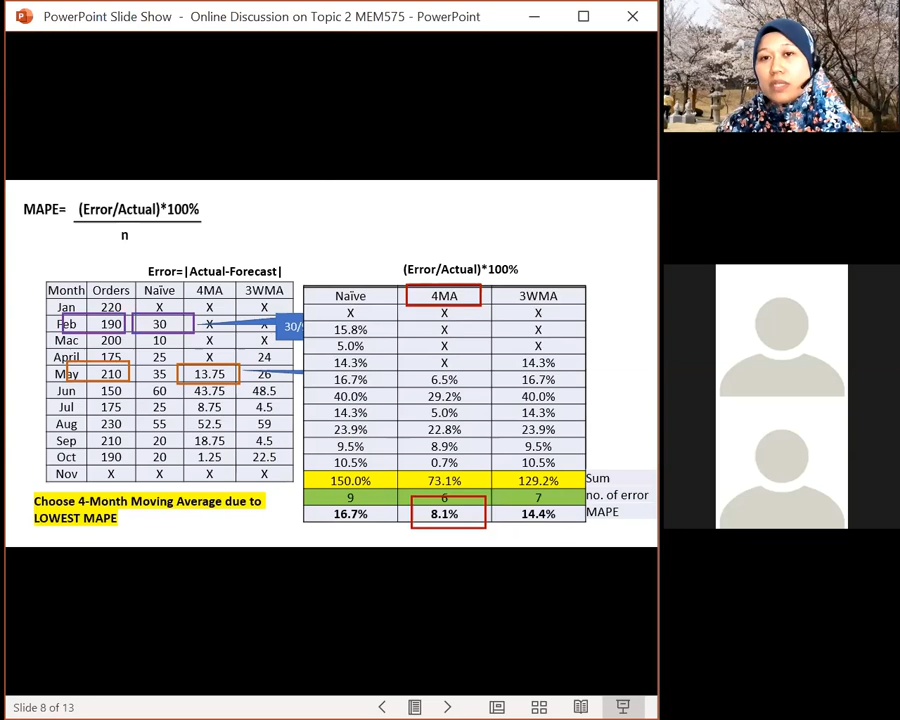 PowerPoint Slide Show - Online Discussion on Topic 2 MEM575 - PowerPoint
MAPE= (Error/Actual)*100%
n
Error=|Actual-Forecast|
Month Orders Naïve 4MA 3WMA
Jan 220 X X X
Feb 190 30 X X
Mac 200 10 X X
April 175 25 X 24
May 210 35 13.75 26
Jun 150 60 43.75 48.5
Jul 175 25 8.75 4.5
Aug 230 55 52.5 59
Sep 210 20 18.75 4.5
Oct 190 20 1.25 22.5
Nov X X X X
30/
(Error/Actual)*100%
Naïve 4MA 3WMA
X X X
15.8% X X
5.0% X X
14.3% X 14.3%
16.7% 6.5% 16.7%
40.0% 29.2% 40.0%
14.3% 5.0% 14.3%
23.9% 22.8% 23.9%
9.5% 8.9% 9.5%
10.5% 0.7% 10.5%
150.0% 73.1% 129.2% Sum
9 6 7 no. of error
16.7% 8.1% 14.4% MAPE
Choose 4-Month Moving Average due to
LOWEST MAPE
Slide 8 of 13